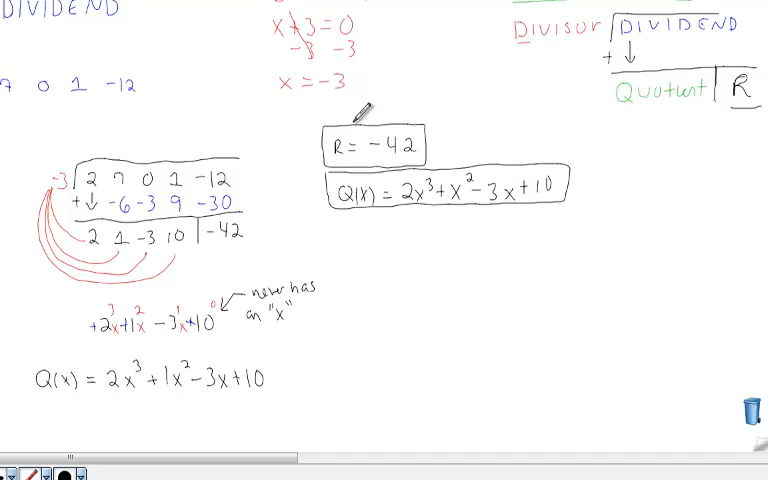 DIVIDEND
7 0 1 -12
x+3=0
-3 -3
x=-3
DIVISOR DIVIDEND
+ ↓
Quotient R
-3 2 7 0 1 -12
+↓ -6 -3 9 -30
2 1 -3 10 -42
R = -42
Q(x) = 2x³+x²-3x+10
+2x³+1x²-3x¹+10⁰
never has
an "x"
Q(x) = 2x³+1x²-3x+10